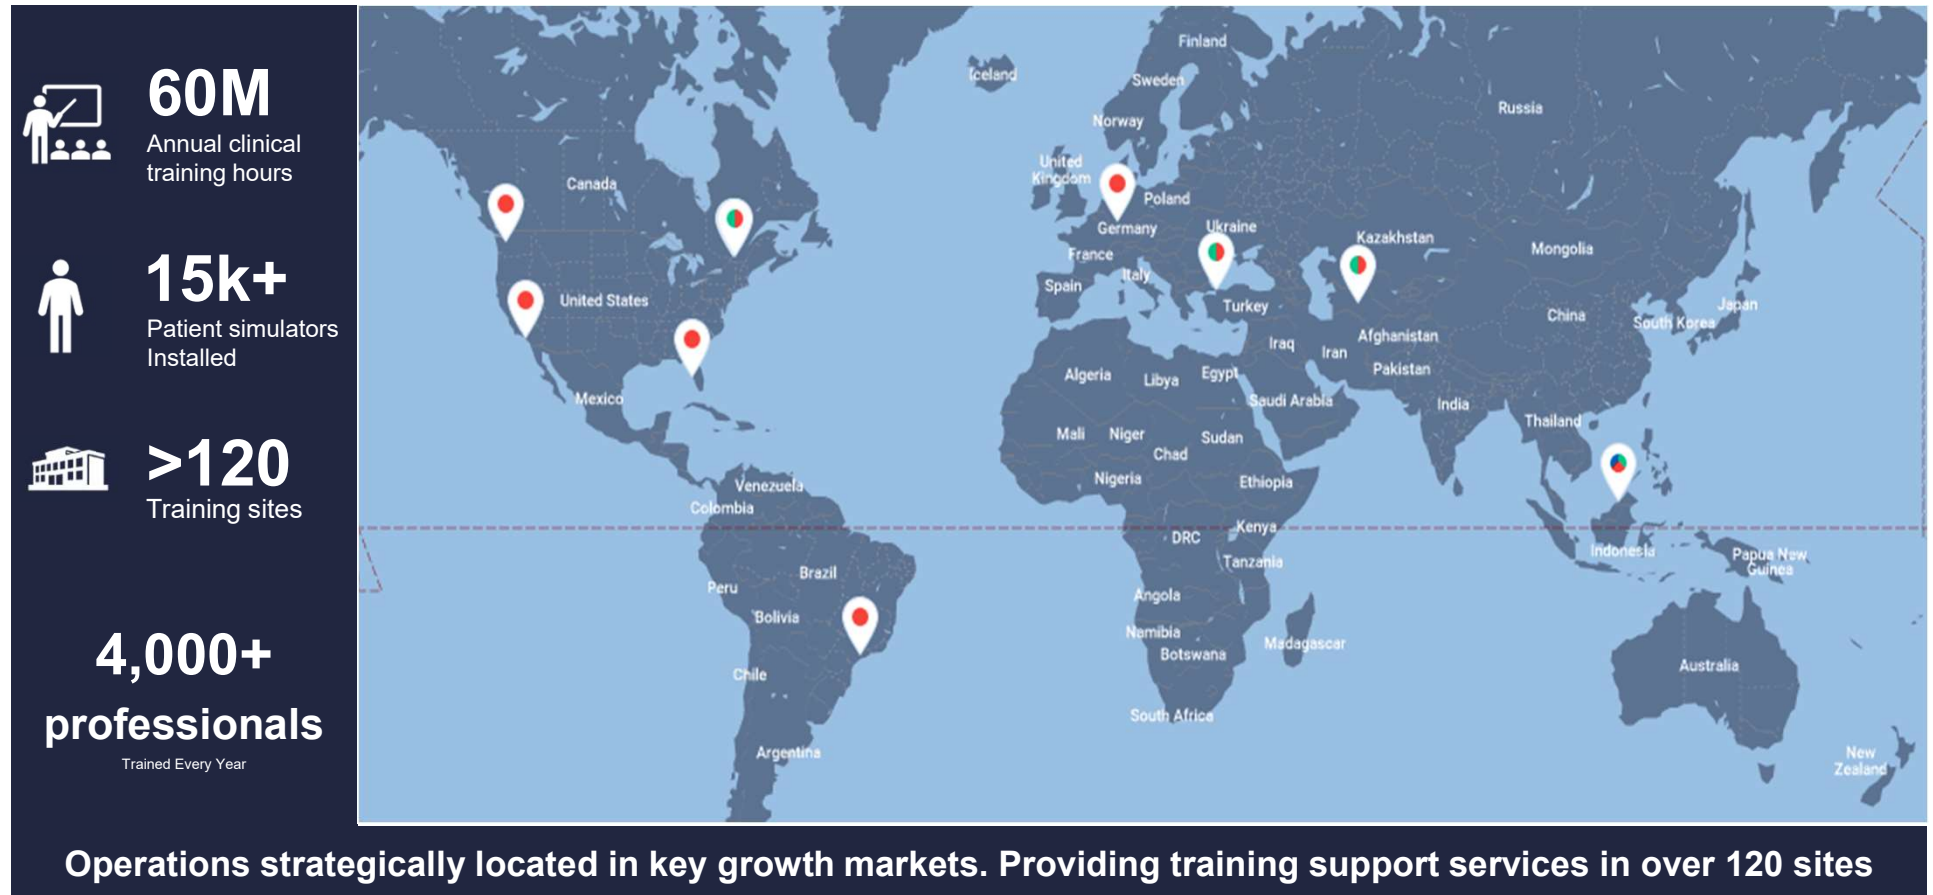 60M
Annual clinical
training hours
15k+
Patient simulators
Installed
>120
Training sites
4,000+
professionals
Trained Every Year
Finland
Iceland
Sweden
Russia
Norway
United
Kingdom
Canada
Poland
Germany
Ukraine
Kazakhstan
Mongolia
France
Italy
Spain
United States
Turkey
China
Japan
South Korea
Afghanistan
Iraq
Iran
Pakistan
Algeria
Libya
Egypt
Mexico
Saudi Arabia
India
Thailand
Mali
Niger
Sudan
Chad
Nigeria
Ethiopia
Venezuela
Colombia
Kenya
DRC
Indonesia
Papua New
Guinea
Tanzania
Brazil
Peru
Angola
Bolivia
Namibia
Madagascar
Botswana
Australia
Chile
South Africa
Argentina
New
Zealand
Operations strategically located in key growth markets. Providing training support services in over 120 sites